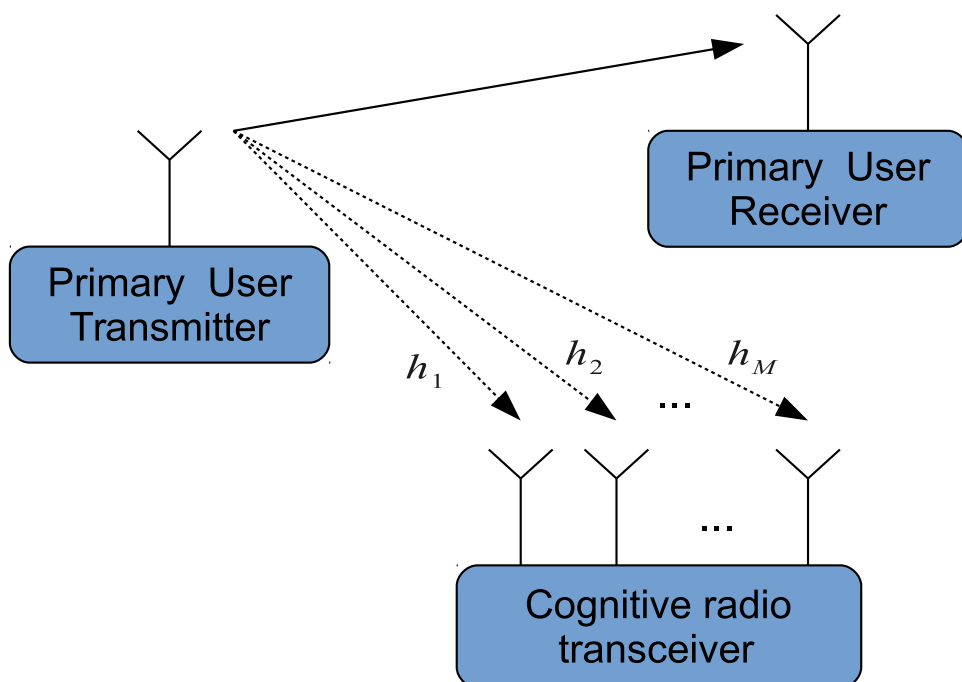 Primary User
Receiver
Primary User
Transmitter
h1
h2
hM
...
...
Cognitive radio
transceiver